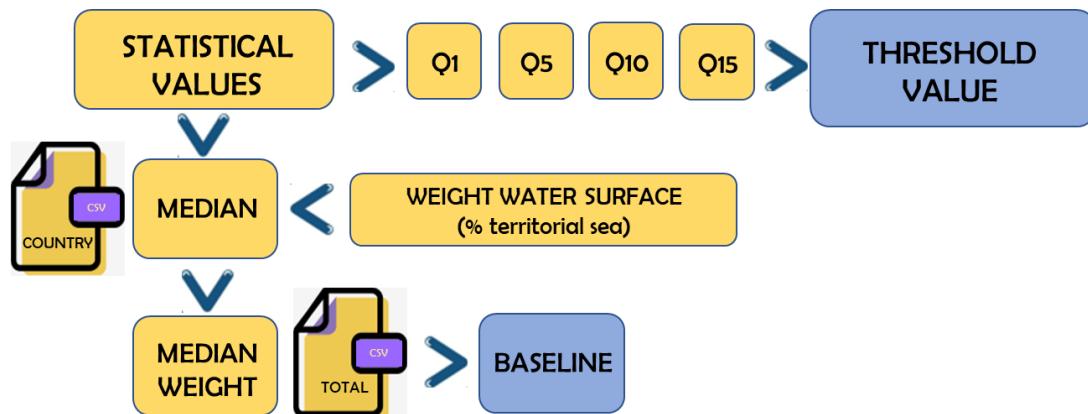 STATISTICAL
VALUES
Q1
Q5
Q10
Q15
THRESHOLD
VALUE
CSV
COUNTRY
MEDIAN
WEIGHT WATER SURFACE
(% territorial sea)
MEDIAN
WEIGHT
CSV
TOTAL
BASELINE